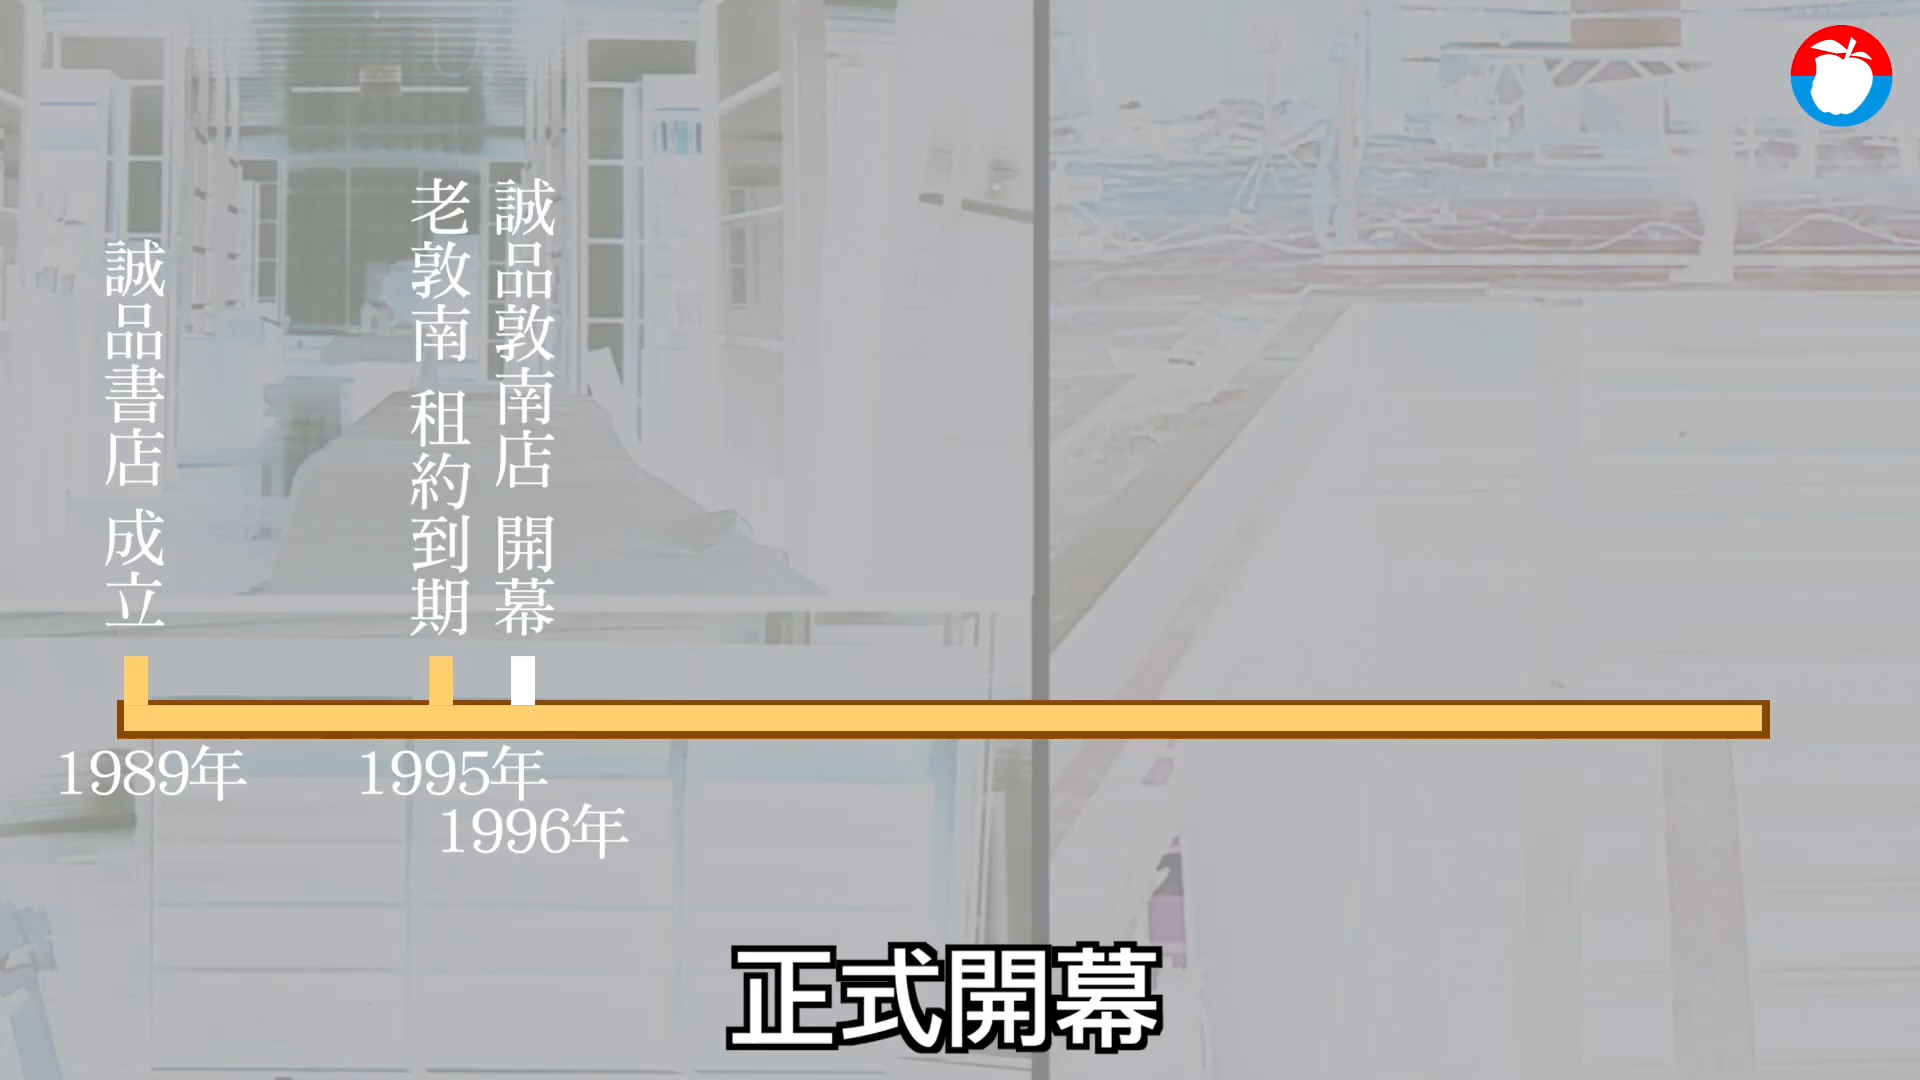 誠品書店 成立
老敦南 租約到期
誠品敦南店 開幕
1989年
1995年
1996年
正式開幕